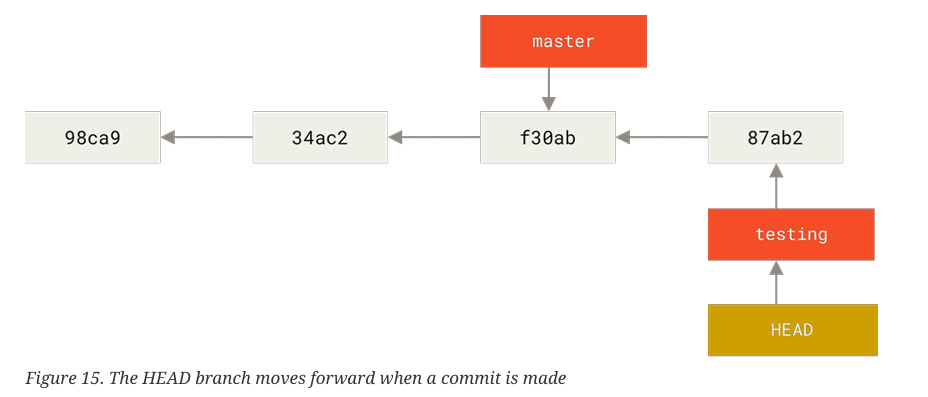 master
98ca9
34ac2
f30ab
87ab2
testing
HEAD
Figure 15. The HEAD branch moves forward when a commit is made